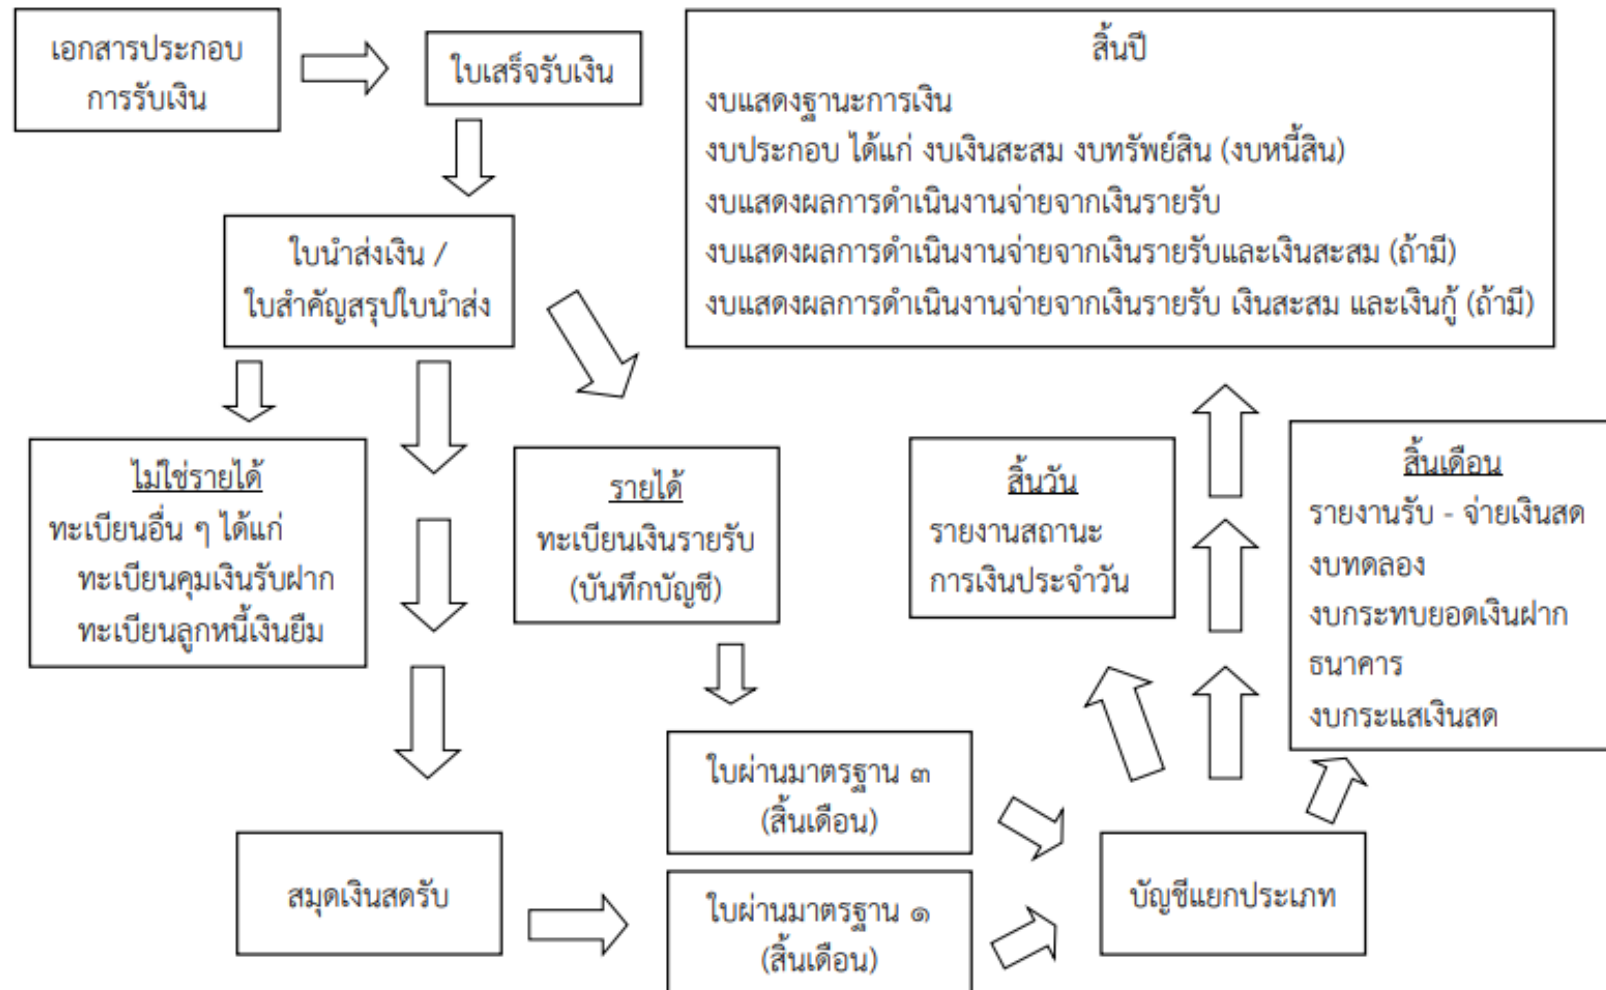 เอกสารประกอบ
การรับเงิน
ใบเสร็จรับเงิน
สิ้นปี
งบแสดงฐานะการเงิน
งบประกอบ ได้แก่ งบเงินสะสม งบทรัพย์สิน (งบหนี้สิน)
งบแสดงผลการดำเนินงานจ่ายจากเงินรายรับ
งบแสดงผลการดำเนินงานจ่ายจากเงินรายรับและเงินสะสม (ถ้ามี)
งบแสดงผลการดำเนินงานจ่ายจากเงินรายรับ เงินสะสม และเงินกู้ (ถ้ามี)
ใบนำส่งเงิน /
ใบสำคัญสรุปใบนำส่ง
ไม่ใช่รายได้
ทะเบียนอื่น ๆ ได้แก่
ทะเบียนคุมเงินรับฝาก
ทะเบียนลูกหนี้เงินยืม
รายได้
ทะเบียนเงินรายรับ
(บันทึกบัญชี)
สิ้นวัน
รายงานสถานะ
การเงินประจำวัน
สิ้นเดือน
รายงานรับ - จ่ายเงินสด
งบทดลอง
งบกระทบยอดเงินฝาก
ธนาคาร
งบกระแสเงินสด
ใบผ่านมาตรฐาน ๓
(สิ้นเดือน)
สมุดเงินสดรับ
ใบผ่านมาตรฐาน ๑
(สิ้นเดือน)
บัญชีแยกประเภท